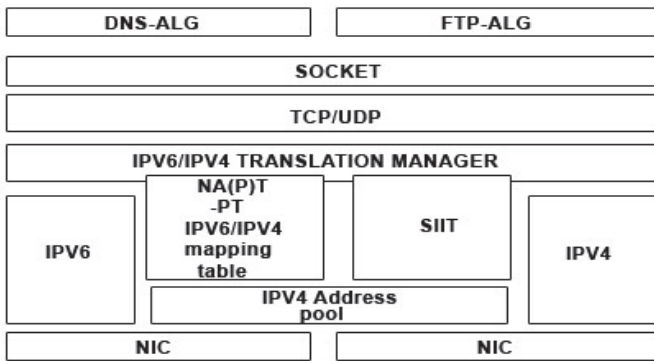 DNS-ALG
FTP-ALG
SOCKET
TCP/UDP
IPV6/IPV4 TRANSLATION MANAGER
IPV6
NA(P)T
-PT
IPV6/IPV4
mapping
table
SIIT
IPV4
IPV4 Address
pool
NIC
NIC